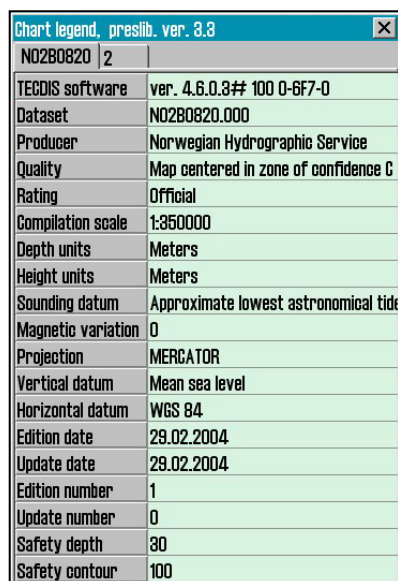 Chart legend, preslib. ver. 3.3
NO2B0820 2
TECDIS software ver. 4.6.0.3# 100 0-6F7-0
Dataset NO2B0820.000
Producer Norwegian Hydrographic Service
Quality Map centered in zone of confidence C
Rating Official
Compilation scale 1:350000
Depth units Meters
Height units Meters
Sounding datum Approximate lowest astronomical tide
Magnetic variation 0
Projection MERCATOR
Vertical datum Mean sea level
Horizontal datum WGS 84
Edition date 29.02.2004
Update date 29.02.2004
Edition number 1
Update number 0
Safety depth 30
Safety contour 100